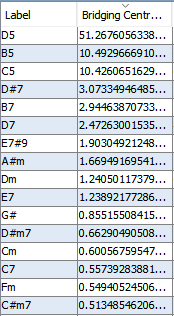 Label Bridging Centr...
D5 51.2676056338...
B5 10.4929666910...
C5 10.4260651629...
D#7 3.07334946485...
B7 2.94463870733...
D7 2.47263001535...
E7#9 1.90304921248...
A#m 1.66949169541...
Dm 1.24050117379...
E7 1.23892177286...
G# 0.85515508415...
D#m7 0.66290490508...
Cm 0.60056759547...
C7 0.55739283881...
Fm 0.54940524506...
C#m7 0.51348546206...